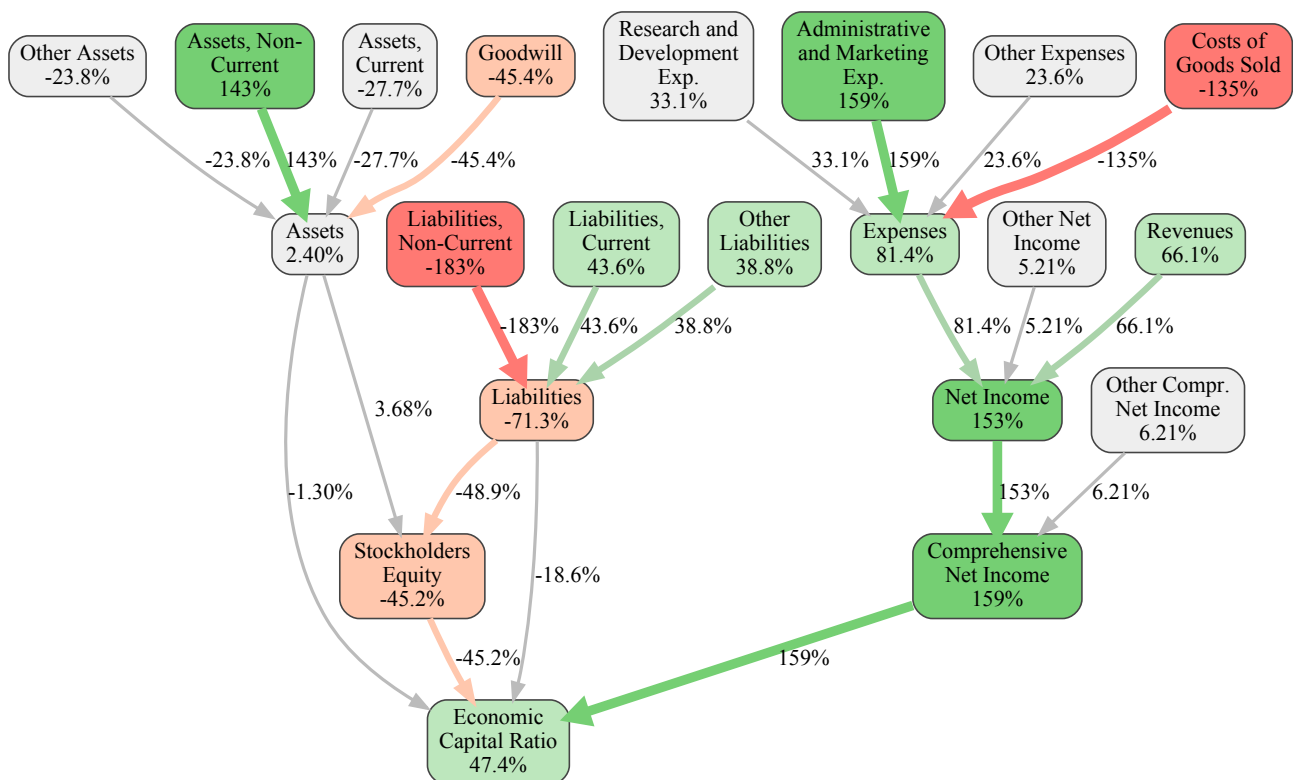 Other Assets
-23.8%
Assets, Non-
Current
143%
Assets,
Current
-27.7%
Goodwill
-45.4%
Research and
Development
Exp.
33.1%
Administrative
and Marketing
Exp.
159%
Other Expenses
23.6%
Costs of
Goods Sold
-135%
-23.8%
143%
-27.7%
-45.4%
33.1%
159%
23.6%
-135%
Assets
2.40%
Liabilities,
Non-Current
-183%
Liabilities,
Current
43.6%
Other
Liabilities
38.8%
Expenses
81.4%
Other Net
Income
5.21%
Revenues
66.1%
-183%
43.6%
38.8%
81.4%
5.21%
66.1%
3.68%
Liabilities
-71.3%
Net Income
153%
Other Compr.
Net Income
6.21%
-1.30%
-48.9%
153%
6.21%
Stockholders
Equity
-45.2%
-18.6%
Comprehensive
Net Income
159%
-45.2%
159%
Economic
Capital Ratio
47.4%